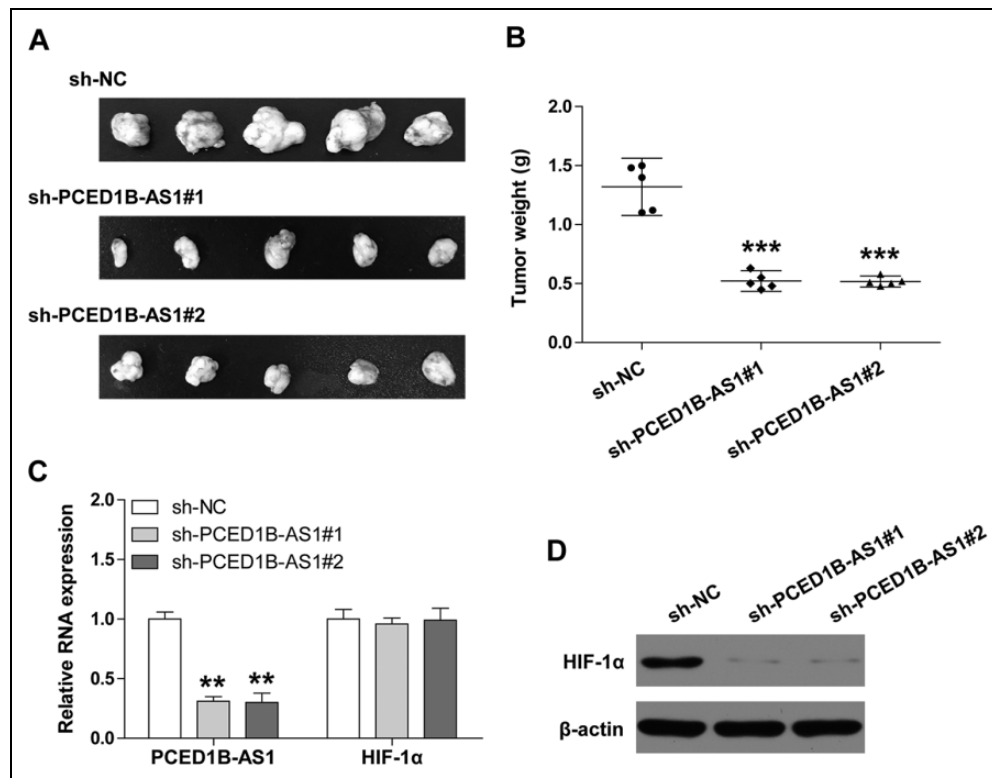 A
sh-NC
sh-PCED1B-AS1#1
sh-PCED1B-AS1#2
B
Tumor weight (g)
2.0
1.5
1.0
0.5
0.0
***
***
sh-NC
sh-PCED1B-AS1#1
sh-PCED1B-AS1#2
C
Relative RNA expression
2.0
1.5
1.0
0.5
0.0
sh-NC
sh-PCED1B-AS1#1
sh-PCED1B-AS1#2
**
**
PCED1B-AS1
HIF-1α
D
sh-NC
sh-PCED1B-AS1#1
sh-PCED1B-AS1#2
HIF-1α
β-actin